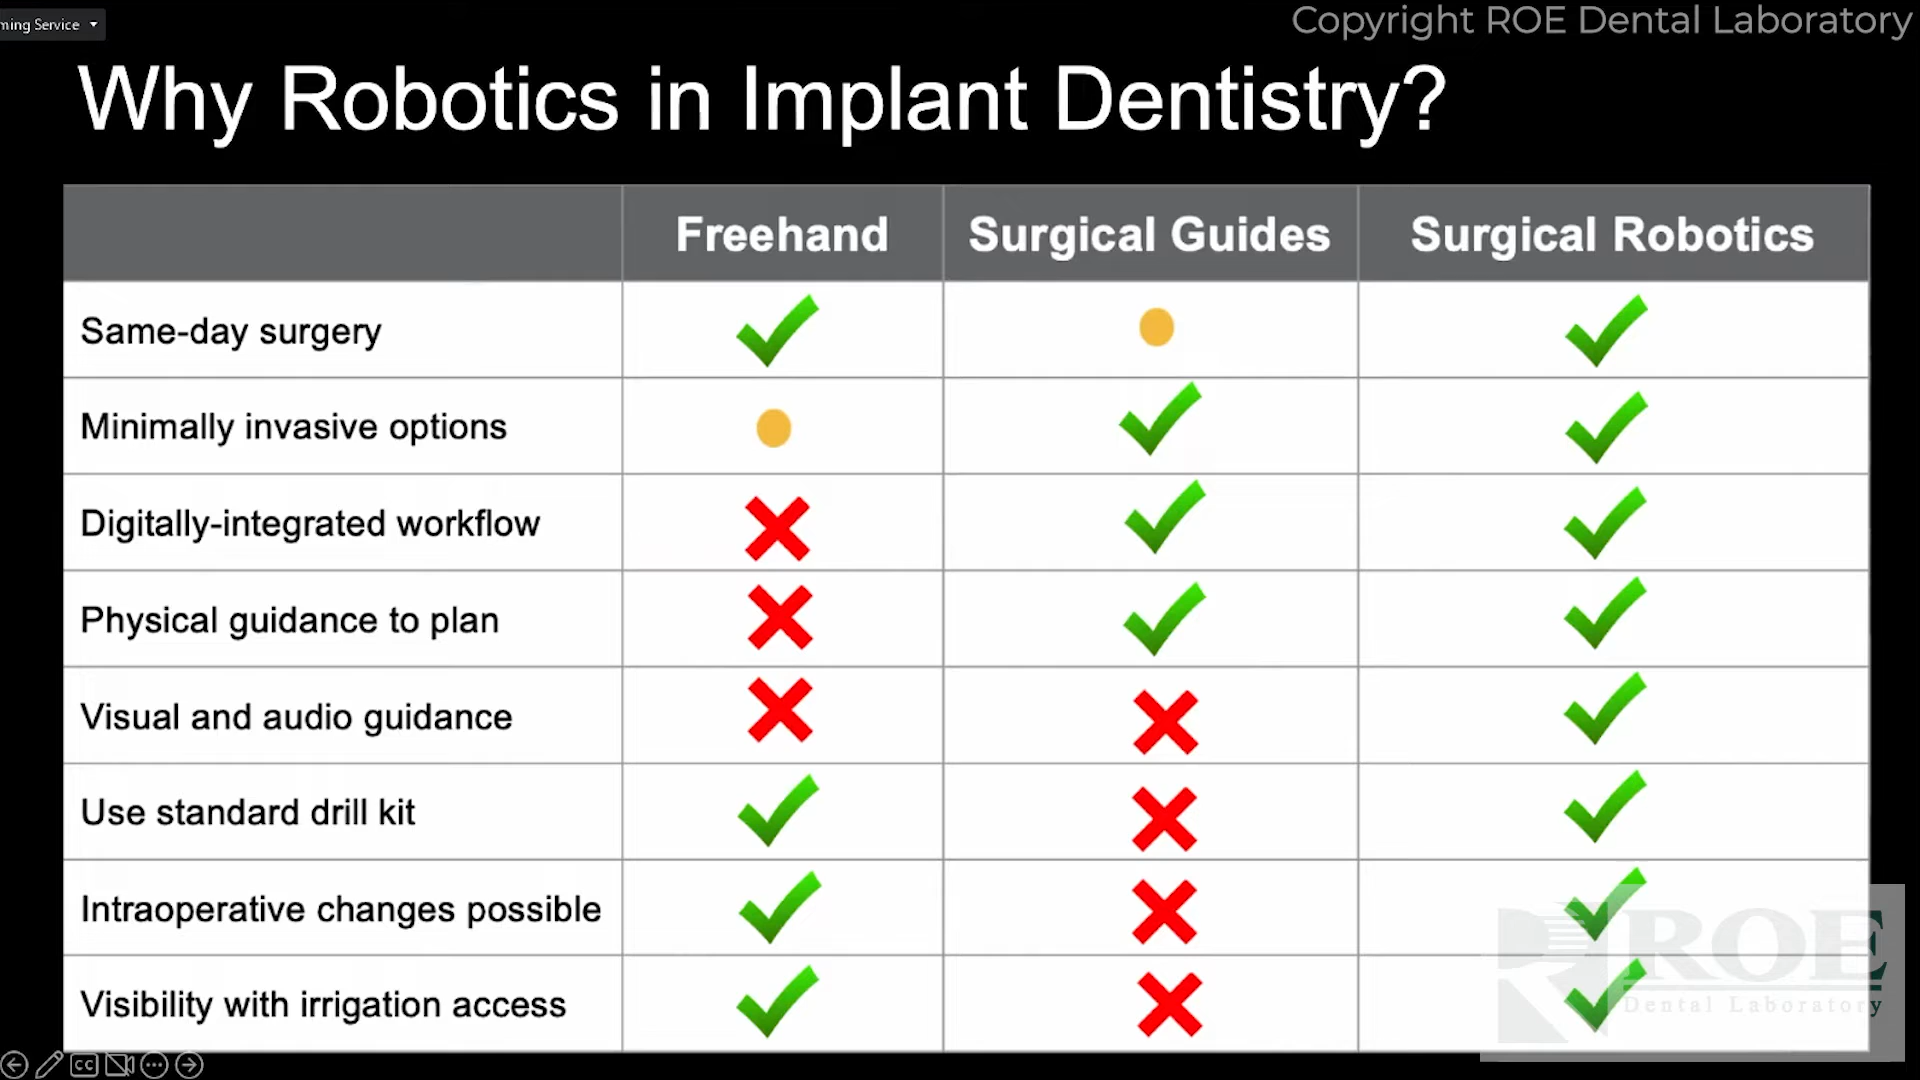 ming Service
Copyright ROE Dental Laboratory
Why Robotics in Implant Dentistry?
Freehand Surgical Guides Surgical Robotics
Same-day surgery
Minimally invasive options
Digitally-integrated workflow
Physical guidance to plan
Visual and audio guidance
Use standard drill kit
Intraoperative changes possible
Visibility with irrigation access
ROE
Dental Laboratory
CC